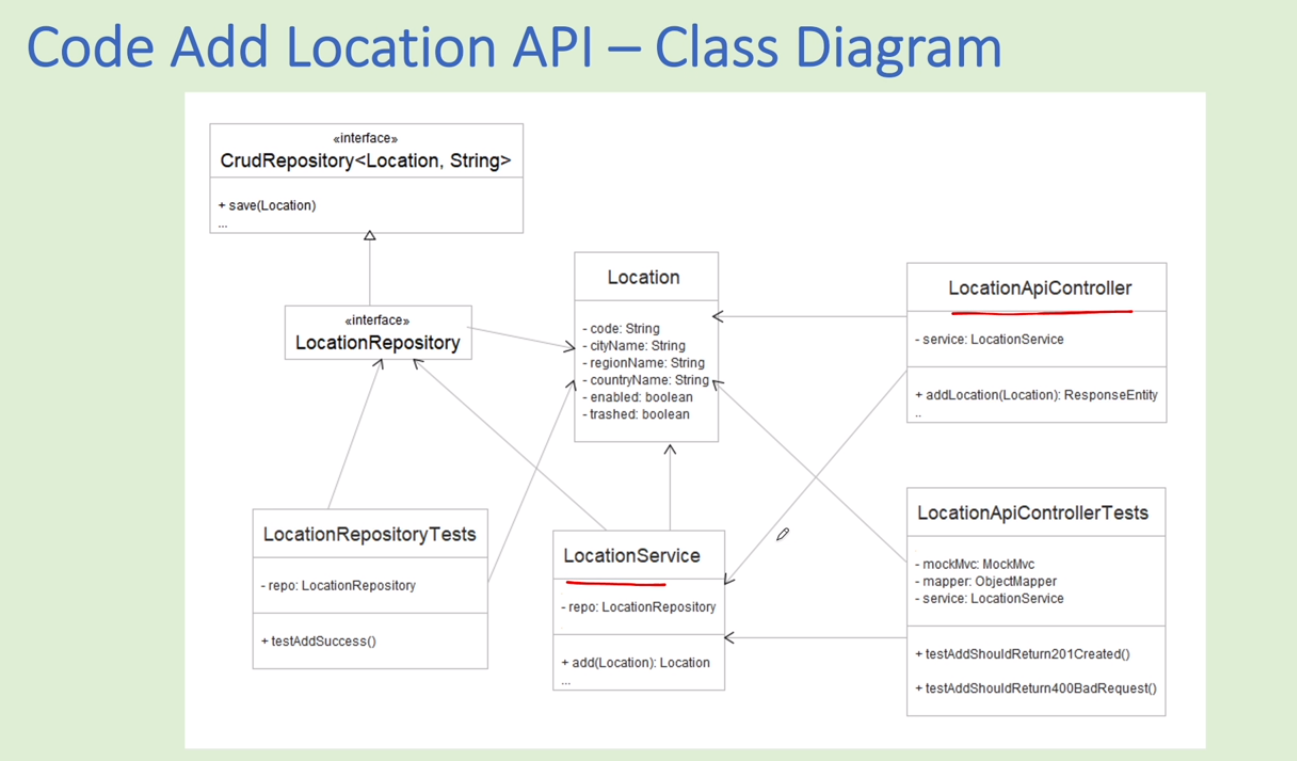 Code Add Location API – Class Diagram
«interface»
CrudRepository<Location, String>
+ save(Location)
...
«interface»
LocationRepository
Location
- code: String
- cityName: String
- regionName: String
- countryName: String
- enabled: boolean
- trashed: boolean
LocationApiController
- service: LocationService
+ addLocation(Location): ResponseEntity
..
LocationRepositoryTests
- repo: LocationRepository
+ testAddSuccess()
LocationService
- repo: LocationRepository
+ add(Location): Location
...
LocationApiControllerTests
- mockMvc: MockMvc
- mapper: ObjectMapper
- service: LocationService
+ testAddShouldReturn201Created()
+ testAddShouldReturn400BadRequest()